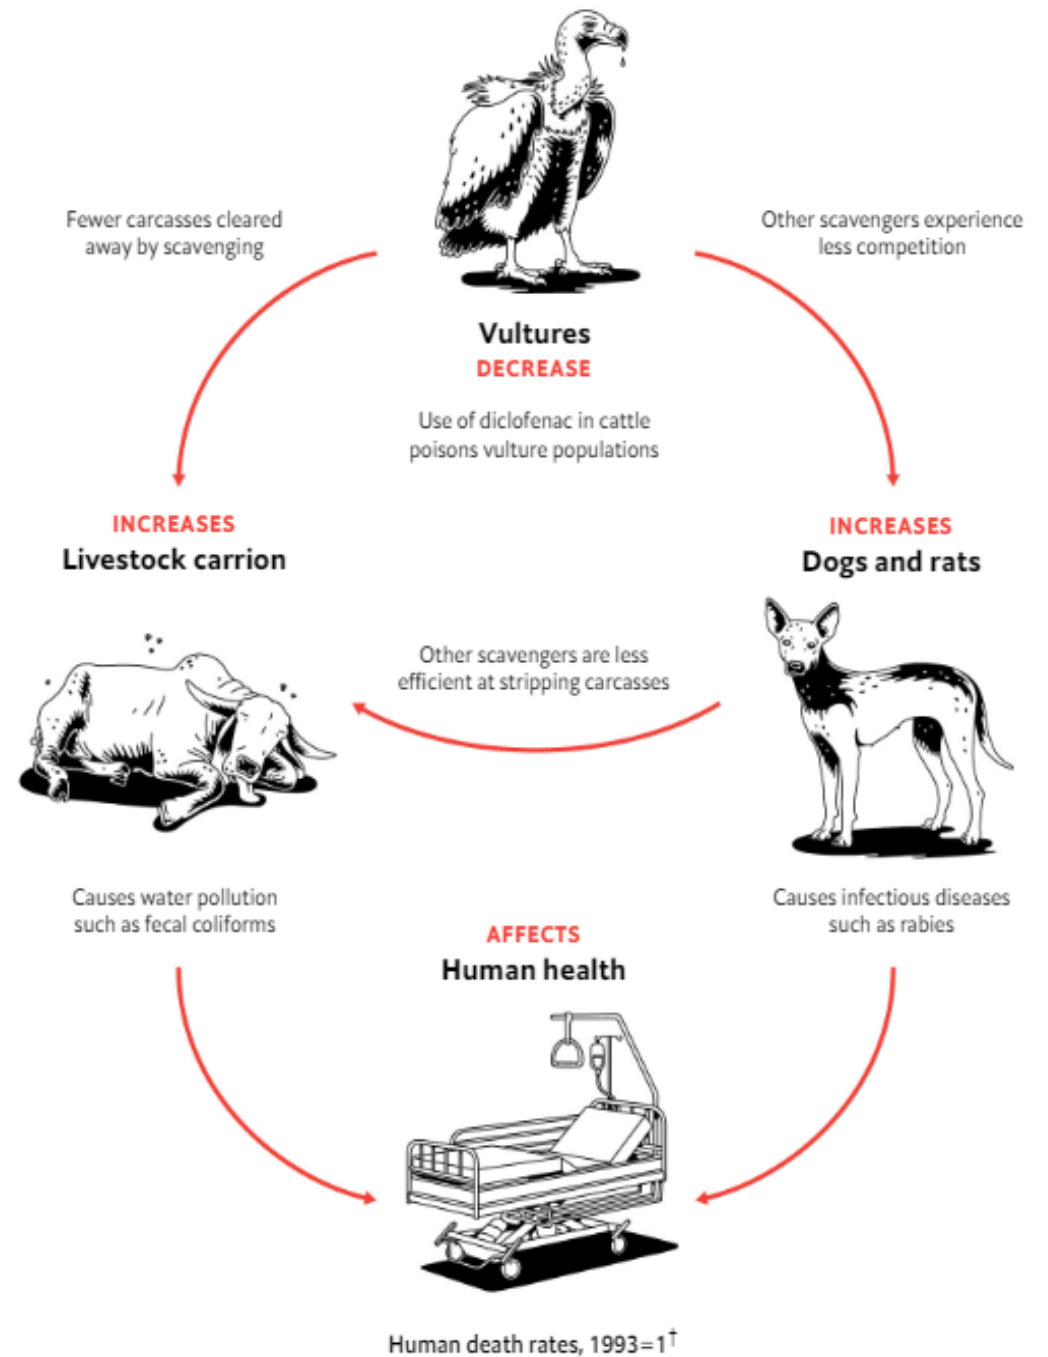 Fewer carcasses cleared
away by scavenging
Other scavengers experience
less competition
Vultures
DECREASE
Use of diclofenac in cattle
poisons vulture populations
INCREASES
Livestock carrion
INCREASES
Dogs and rats
Other scavengers are less
efficient at stripping carcasses
Causes water pollution
such as fecal coliforms
Causes infectious diseases
such as rabies
AFFECTS
Human health
Human death rates, 1993=1†